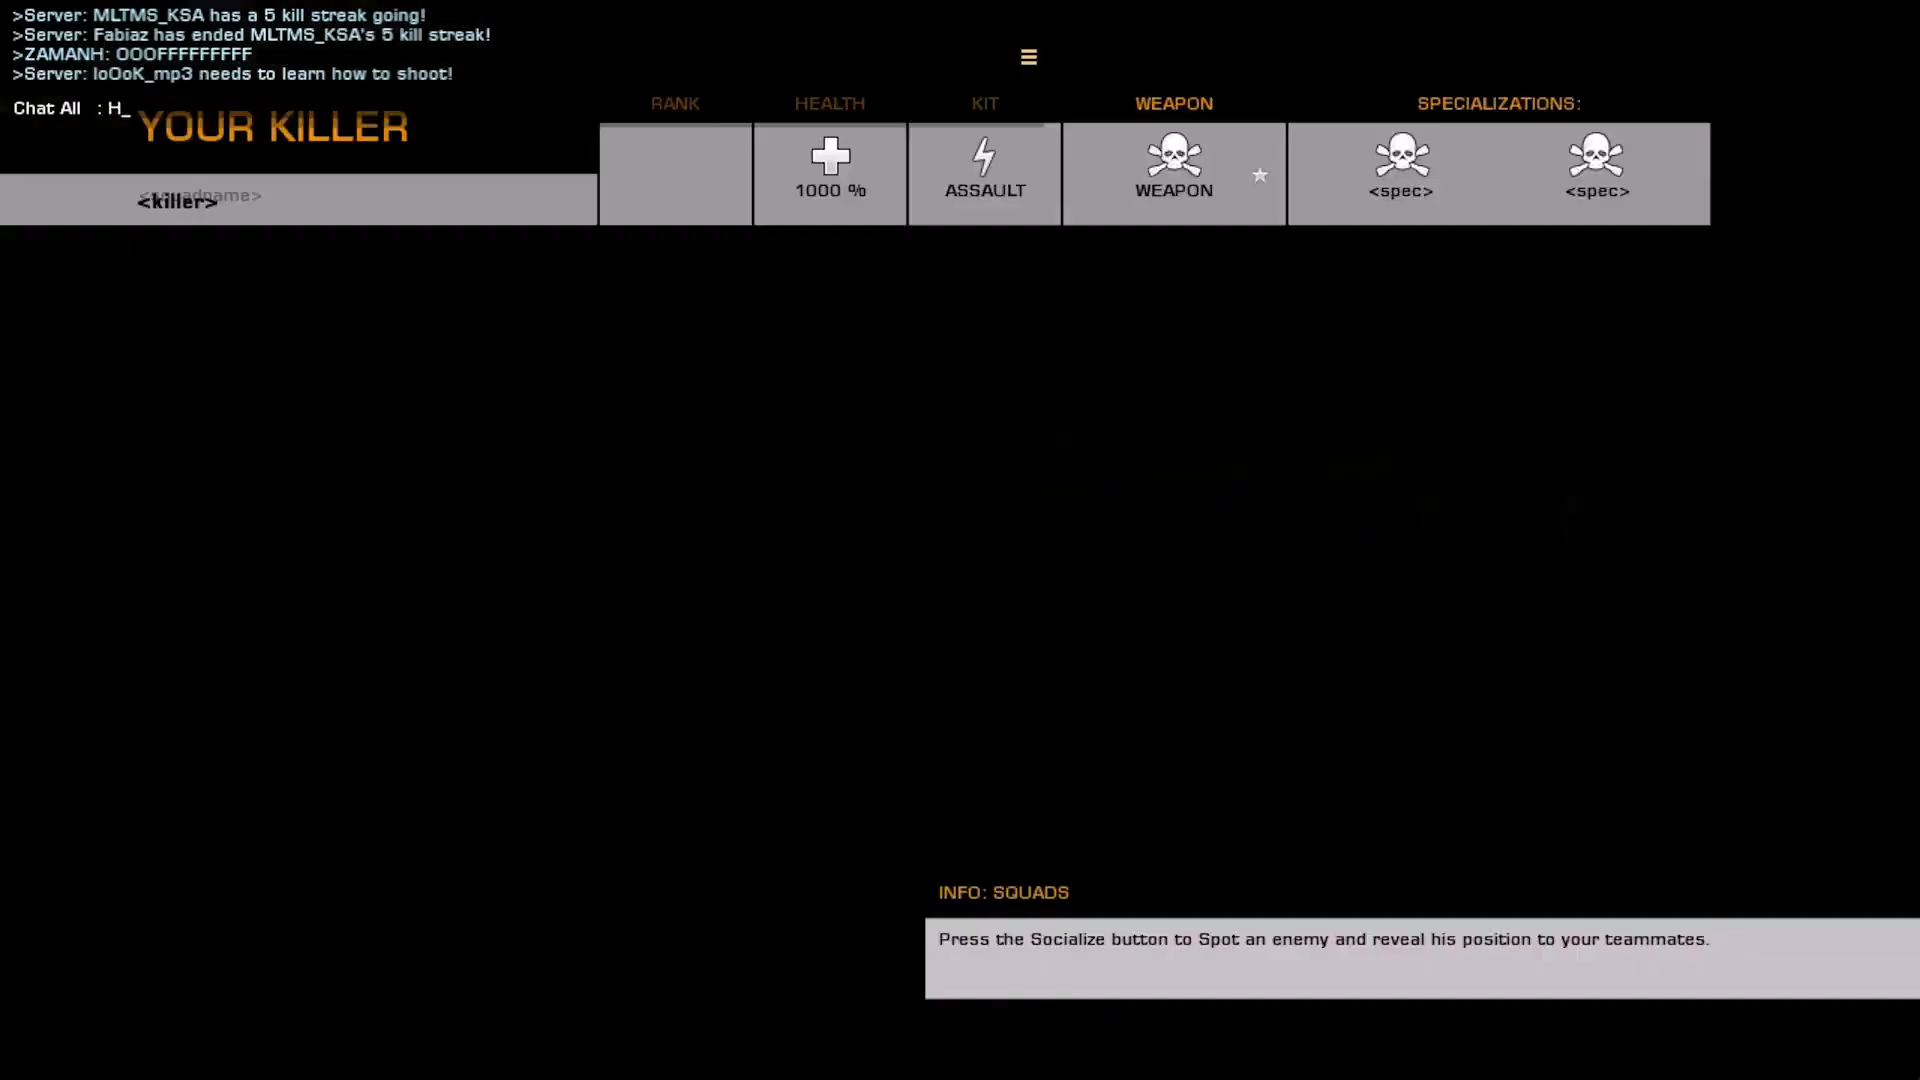 >Server: MLTMS_KSA has a 5 kill streak going!
>Server: Fabiaz has ended MLTMS_KSA's 5 kill streak!
>ZAMANH: OOOFFFFFFFFF
>Server: loOoK_mp3 needs to learn how to shoot!
Chat All : H_
YOUR KILLER
RANK HEALTH KIT WEAPON SPECIALIZATIONS:
1000 % ASSAULT WEAPON <spec> <spec>
<squadname>
<killer>
INFO: SQUADS
Press the Socialize button to Spot an enemy and reveal his position to your teammates.